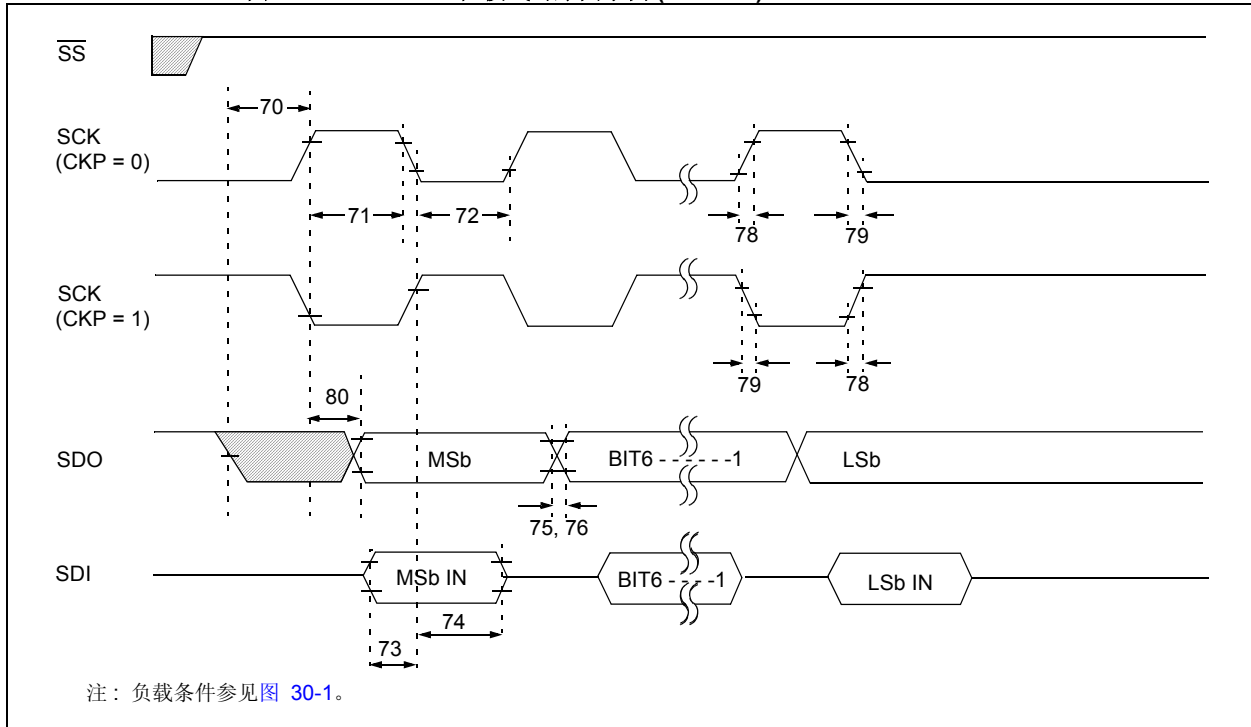 SS
70
SCK
(CKP = 0)
71
72
78
79
SCK
(CKP = 1)
79
78
80
SDO
MSb
BIT6 - - - - - -1
LSb
75, 76
SDI
MSb IN
BIT6 - - - -1
LSb IN
74
73
注: 负载条件参见图 30-1。